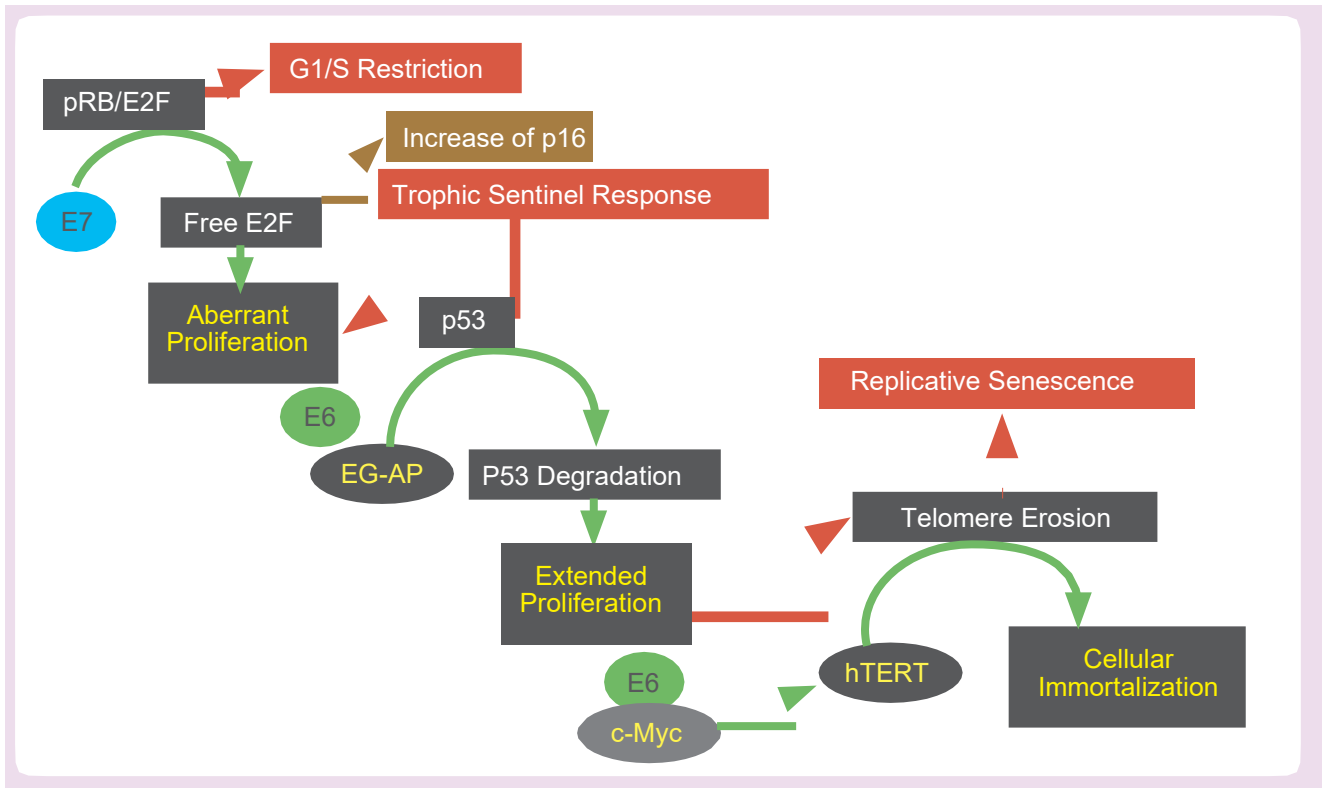 G1/S Restriction
pRB/E2F
Increase of p16
Trophic Sentinel Response
E7
Free E2F
Aberrant
Proliferation
p53
E6
EG-AP
P53 Degradation
Replicative Senescence
Telomere Erosion
Extended
Proliferation
E6
c-Myc
hTERT
Cellular
Immortalization